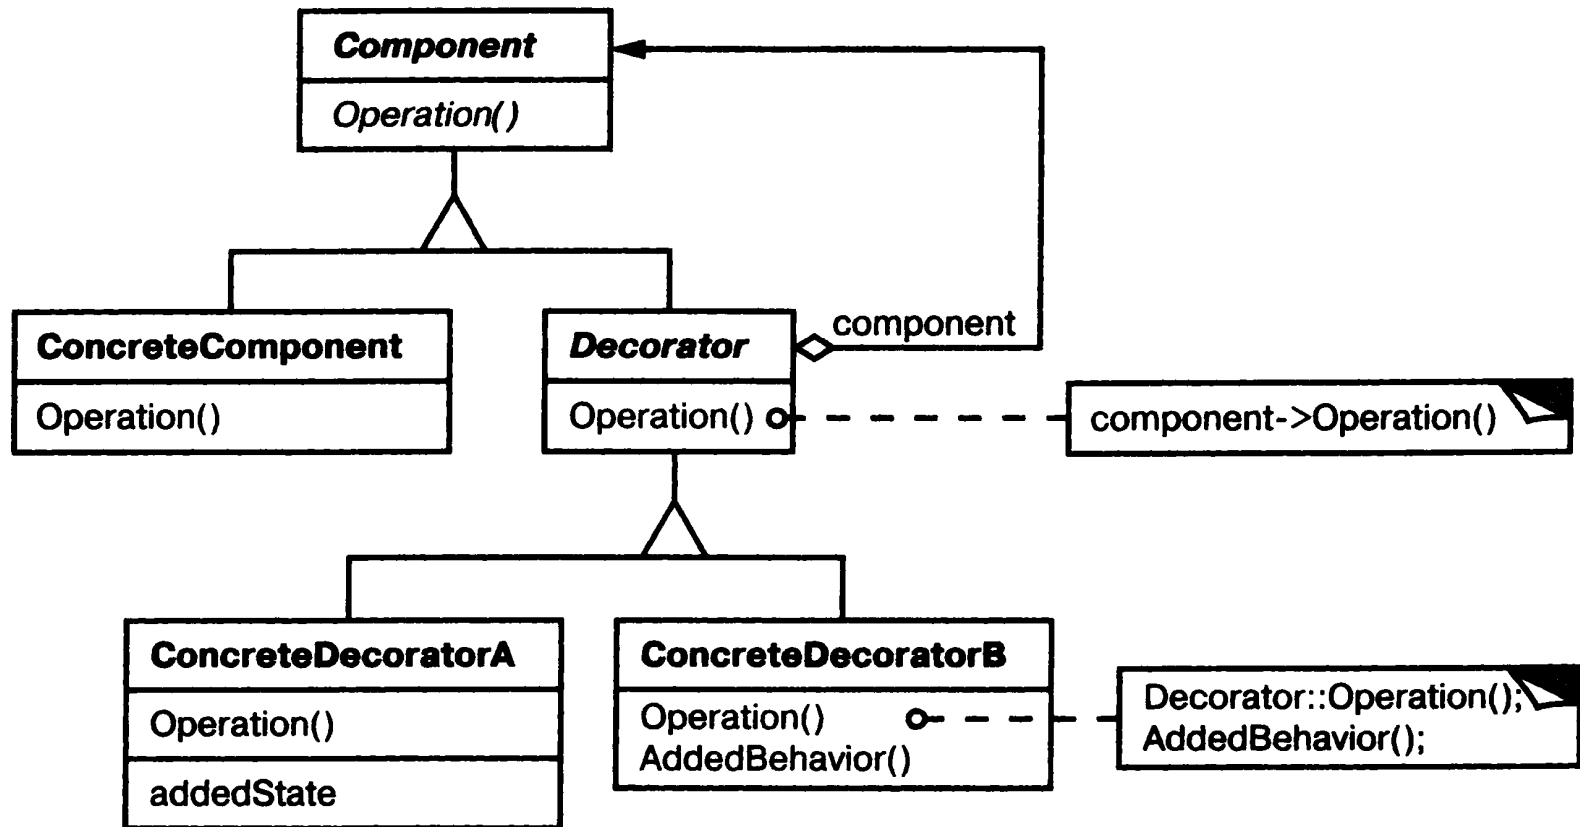 Component
Operation()
component
ConcreteComponent
Operation()
Decorator
Operation()
component->Operation()
ConcreteDecoratorA
Operation()
addedState
ConcreteDecoratorB
Operation()
AddedBehavior()
Decorator::Operation();
AddedBehavior();